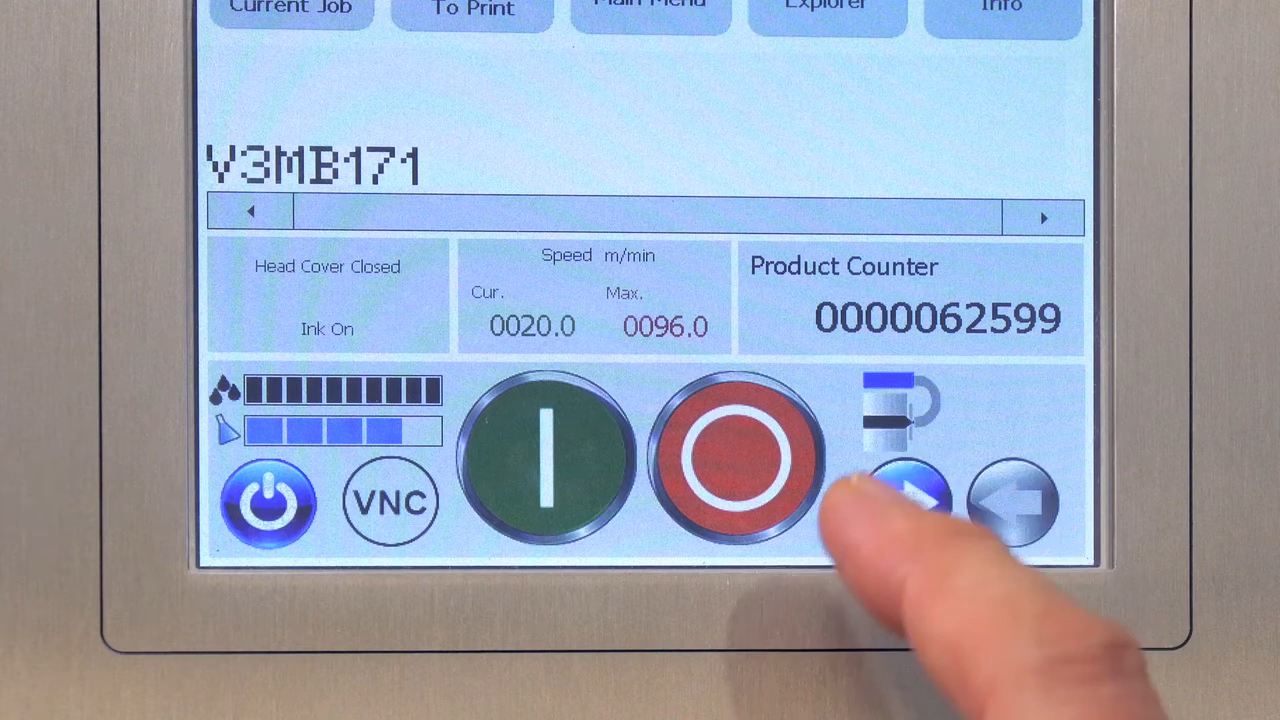 Current Job To Print Main Menu Explorer Info
V3MB171
Head Cover Closed
Ink On
Speed m/min
Cur. Max.
0020.0 0096.0
Product Counter
0000062599
VNC